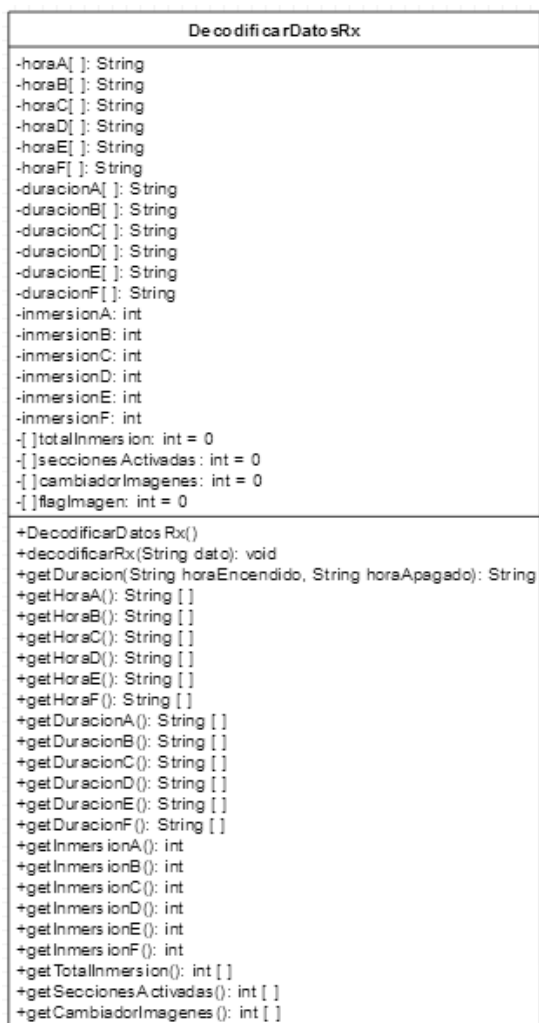 DecodificarDatosRx
-horaA[ ]: String
-horaB[ ]: String
-horaC[ ]: String
-horaD[ ]: String
-horaE[ ]: String
-horaF[ ]: String
-duracionA[ ]: String
-duracionB[ ]: String
-duracionC[ ]: String
-duracionD[ ]: String
-duracionE[ ]: String
-duracionF[ ]: String
-inmersionA: int
-inmersionB: int
-inmersionC: int
-inmersionD: int
-inmersionE: int
-inmersionF: int
-[ ]totalInmersion: int = 0
-[ ]seccionesActivadas: int = 0
-[ ]cambiadorImagenes: int = 0
-[ ]flagImagen: int = 0
+DecodificarDatosRx()
+decodificarRx(String dato): void
+getDuracion(String horaEncendido, String horaApagado): String
+getHoraA(): String [ ]
+getHoraB(): String [ ]
+getHoraC(): String [ ]
+getHoraD(): String [ ]
+getHoraE(): String [ ]
+getHoraF(): String [ ]
+getDuracionA(): String [ ]
+getDuracionB(): String [ ]
+getDuracionC(): String [ ]
+getDuracionD(): String [ ]
+getDuracionE(): String [ ]
+getDuracionF(): String [ ]
+getInmersionA(): int
+getInmersionB(): int
+getInmersionC(): int
+getInmersionD(): int
+getInmersionE(): int
+getInmersionF(): int
+getTotalInmersion(): int [ ]
+getSeccionesActivadas(): int [ ]
+getCambiadorImagenes(): int [ ]